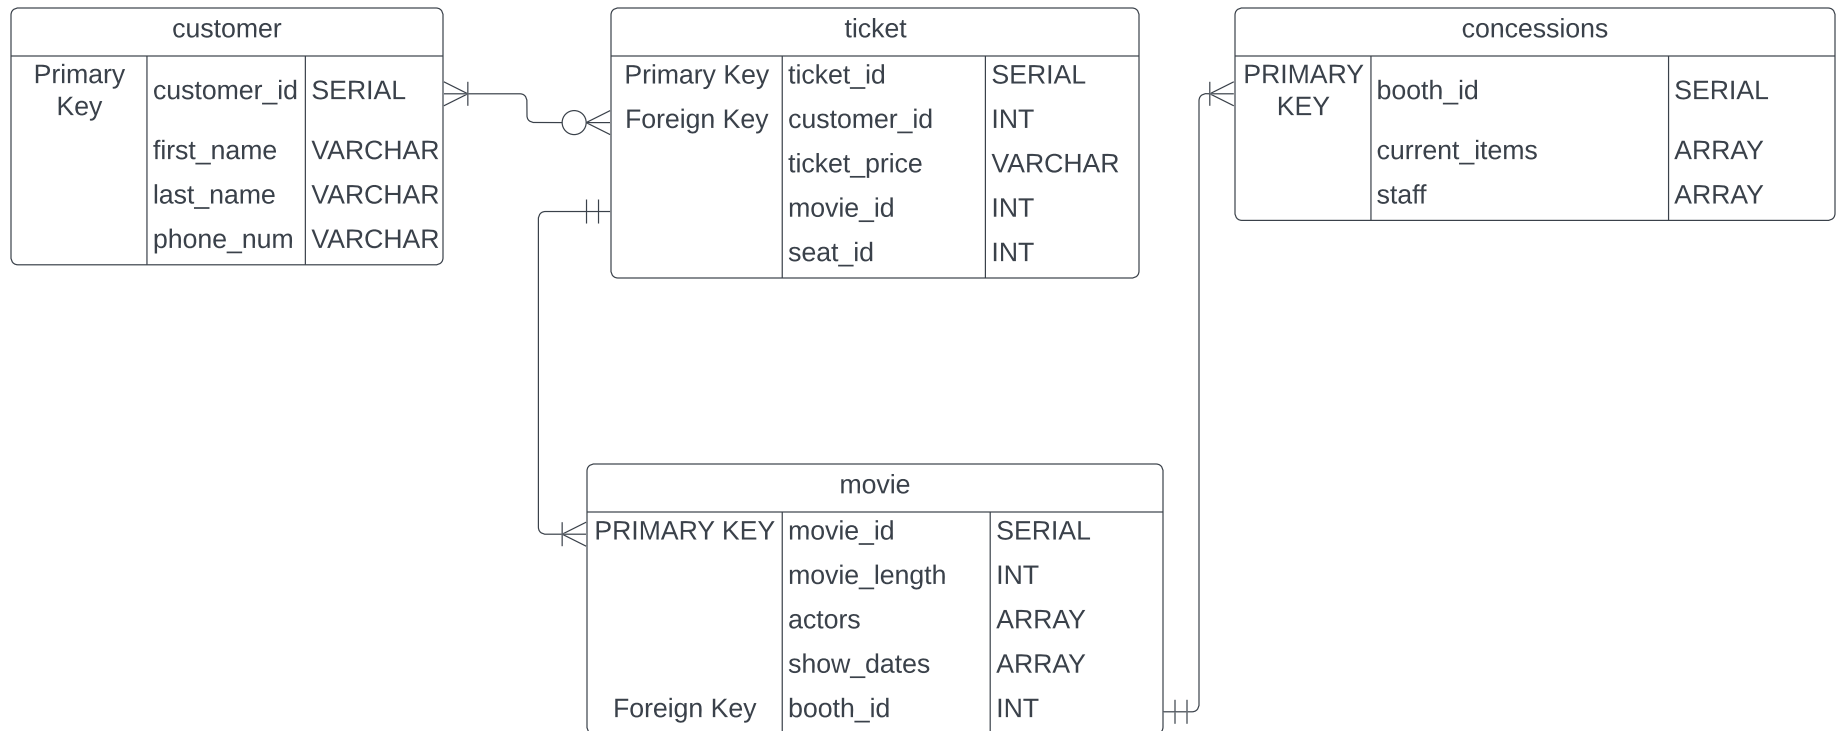 customer
Primary Key customer_id SERIAL
first_name VARCHAR
last_name VARCHAR
phone_num VARCHAR
ticket
Primary Key ticket_id SERIAL
Foreign Key customer_id INT
ticket_price VARCHAR
movie_id INT
seat_id INT
concessions
PRIMARY KEY booth_id SERIAL
current_items ARRAY
staff ARRAY
movie
PRIMARY KEY movie_id SERIAL
movie_length INT
actors ARRAY
show_dates ARRAY
Foreign Key booth_id INT